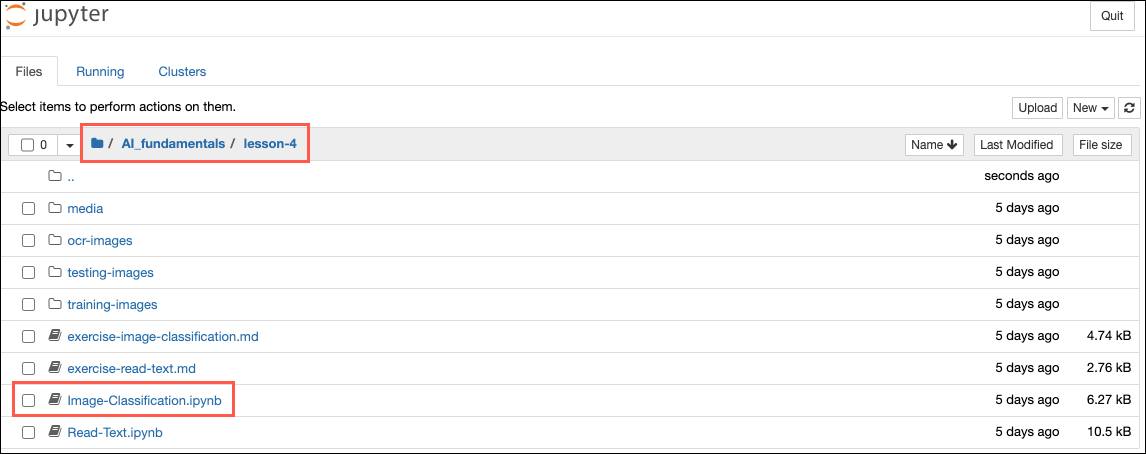 jupyter
Quit
Files Running Clusters
Select items to perform actions on them.
Upload New
0 / AI_fundamentals / lesson-4 Name Last Modified File size
.. seconds ago
media 5 days ago
ocr-images 5 days ago
testing-images 5 days ago
training-images 5 days ago
exercise-image-classification.md 5 days ago 4.74 kB
exercise-read-text.md 5 days ago 2.76 kB
Image-Classification.ipynb 5 days ago 6.27 kB
Read-Text.ipynb 5 days ago 10.5 kB